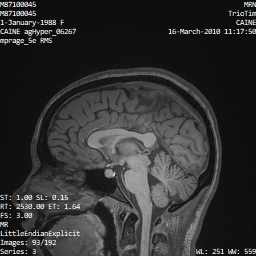 M87100045
M87100045
1-January-1988 F
CAINE agHyper_06267
mprage_5e RMS
MRN
TrioTim
CAINE
16-March-2010 11:17:50
ST: 1.00 SL: 0.15
RT: 2530.00 ET: 1.64
FS: 3.00
MR
LittleEndianExplicit
Images: 93/192
Series: 3
WL: 251 WW: 559